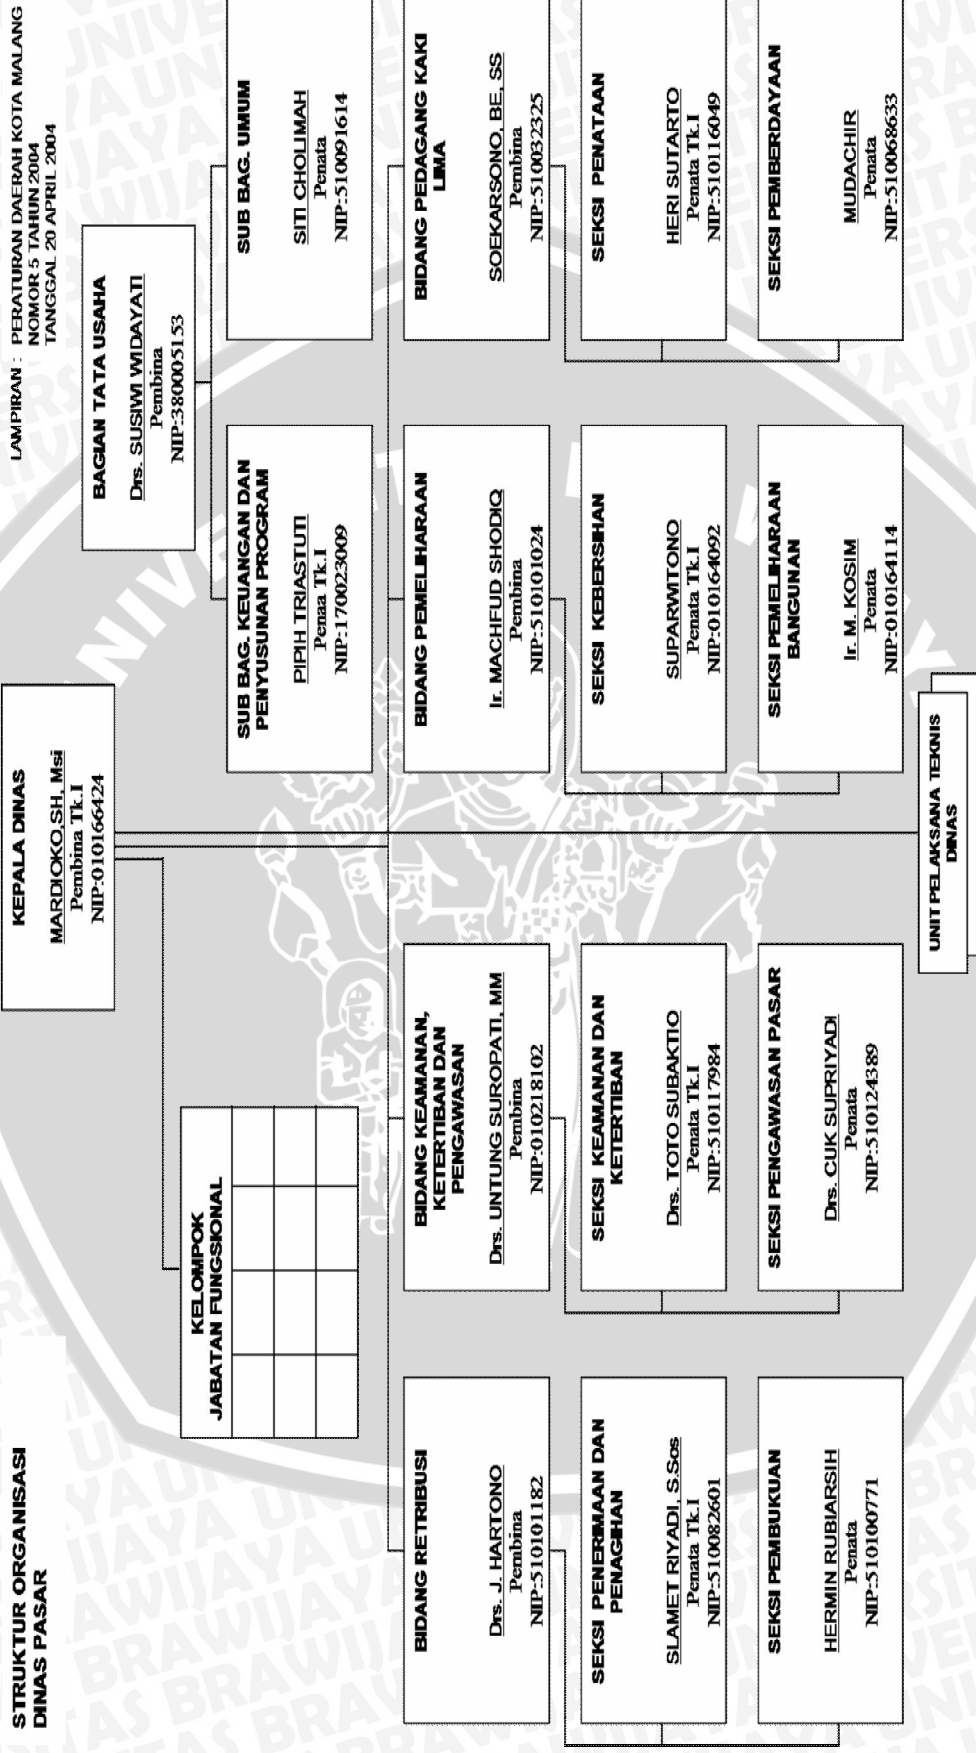 STRUKTUR ORGANISASI
DINAS PASAR
LAMPIRAN : PERATURAN DAERAH KOTA MALANG
NOMOR 5 TAHUN 2004
TANGGAL 20 APRIL 2004
KEPALA DINAS
MARDIOKO,SH, Msi
Pembina Tk.I
NIP:010166424
KELOMPOK
JABATAN FUNGSIONAL
BAGIAN TATA USAHA
Drs. SUSIWI WIDAYATI
Pembina
NIP:380005153
SUB BAG. KEUANGAN DAN
PENYUSUNAN PROGRAM
PIPIH TRIASTUTI
Penaa Tk.I
NIP:170023009
SUB BAG. UMUM
SITI CHOLIMAH
Penata
NIP:510091614
BIDANG RETRIBUSI
Drs. J. HARTONO
Pembina
NIP:510101182
BIDANG KEAMANAN,
KETERTIBAN DAN
PENGAWASAN
Drs. UNTUNG SUROPATI, MM
Pembina
NIP:010218102
BIDANG PEMELIHARAAN
Ir. MACHFUD SHODIQ
Pembina
NIP:510101024
BIDANG PEDAGANG KAKI
LIMA
SOEKARSONO, BE, SS
Pembina
NIP:510032325
SEKSI PENERIMAAN DAN
PENAGIHAN
SLAMET RIYADI, S.Sos
Penata Tk.I
NIP:510082601
SEKSI KEAMANAN DAN
KETERTIBAN
Drs. TOTO SUBAKTIO
Penata Tk.I
NIP:510117984
SEKSI KEBERSIHAN
SUPARWITONO
Penata Tk.I
NIP:010164092
SEKSI PENATAAN
HERI SUTARTO
Penata Tk.I
NIP:510116049
SEKSI PEMBUKUAN
HERMIN RUBIARSIH
Penata
NIP:510100771
SEKSI PENGAWASAN PASAR
Drs. CUK SUPRIYADI
Penata
NIP:510124389
SEKSI PEMELIHARAAN
BANGUNAN
Ir. M. KOSIM
Penata
NIP:010164114
SEKSI PEMBERDAYAAN
MUDACHIR
Penata
NIP:510068633
UNIT PELAKSANA TEKNIS
DINAS